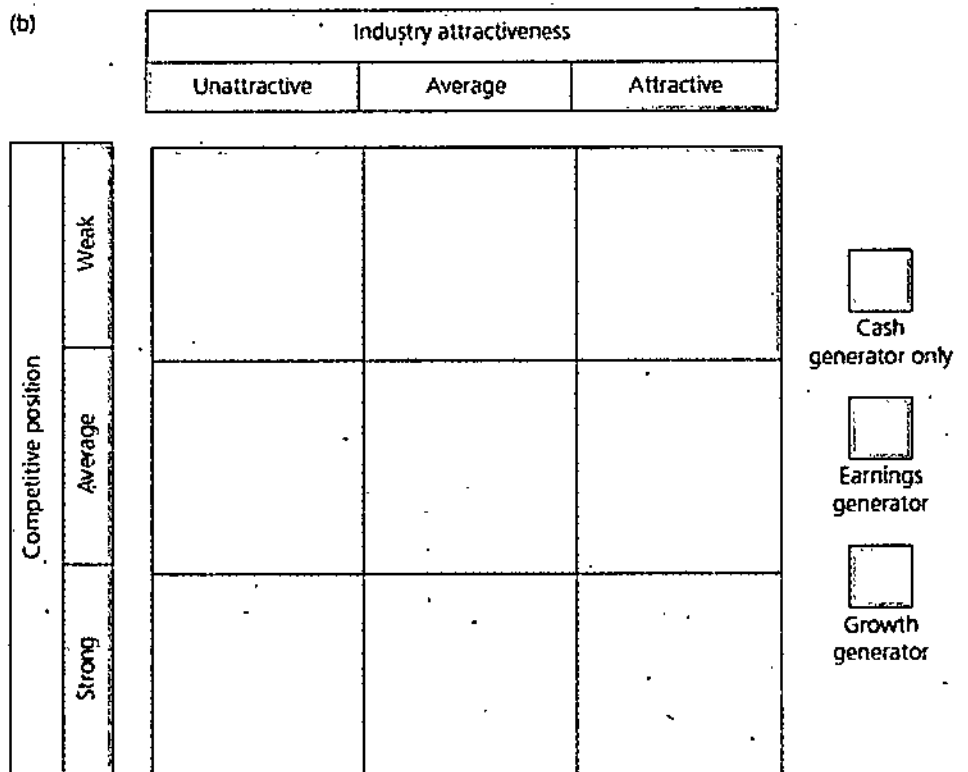 (b)
Industry attractiveness
Unattractive Average Attractive
Competitive position
Weak
Average
Strong
Cash
generator only
Earnings
generator
Growth
generator